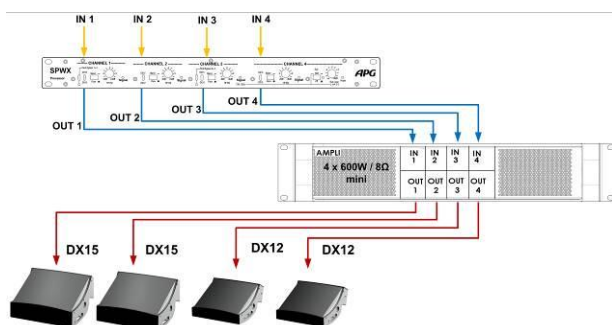 IN 1 IN 2 IN 3 IN 4
SPWX
CHANNEL 1 CHANNEL 2 CHANNEL 3 CHANNEL 4
APG
OUT 1 OUT 2 OUT 3 OUT 4
AMPLI
4 x 600W / 8Ω
mini
IN 1 IN 2 IN 3 IN 4
OUT 1 OUT 2 OUT 3 OUT 4
DX15 DX15 DX12 DX12